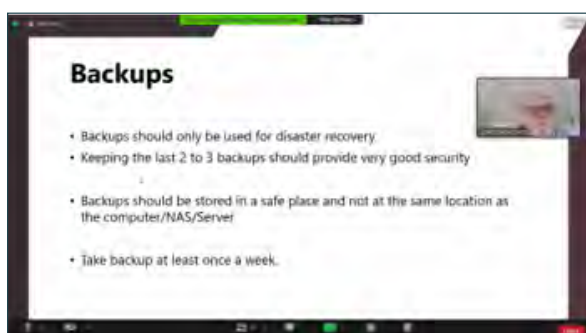 Backups
• Backups should only be used for disaster recovery
• Keeping the last 2 to 3 backups should provide very good security
• Backups should be stored in a safe place and not at the same location as
the computer/NAS/Server
• Take backup at least once a week.